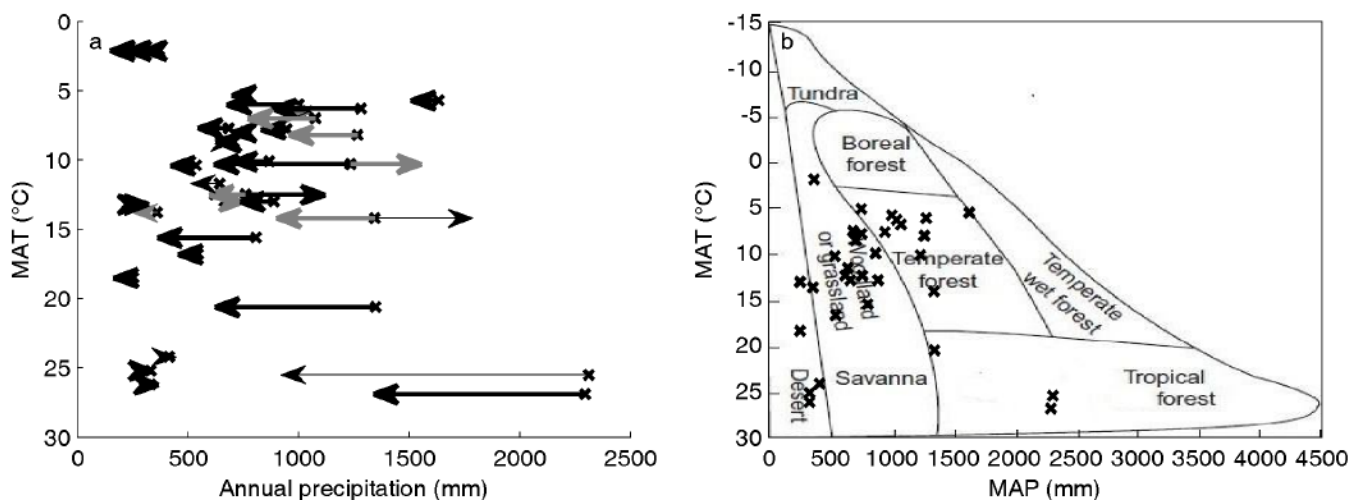 a
0
5
10
15
20
25
30
MAT (°C)
0 500 1000 1500 2000 2500
Annual precipitation (mm)
b
-15
-10
-5
0
5
10
15
20
25
30
MAT (°C)
Tundra
Boreal
forest
Woodland
or grassland
Temperate
forest
Temperate
wet forest
Desert
Savanna
Tropical
forest
0 500 1000 1500 2000 2500 3000 3500 4000 4500
MAP (mm)